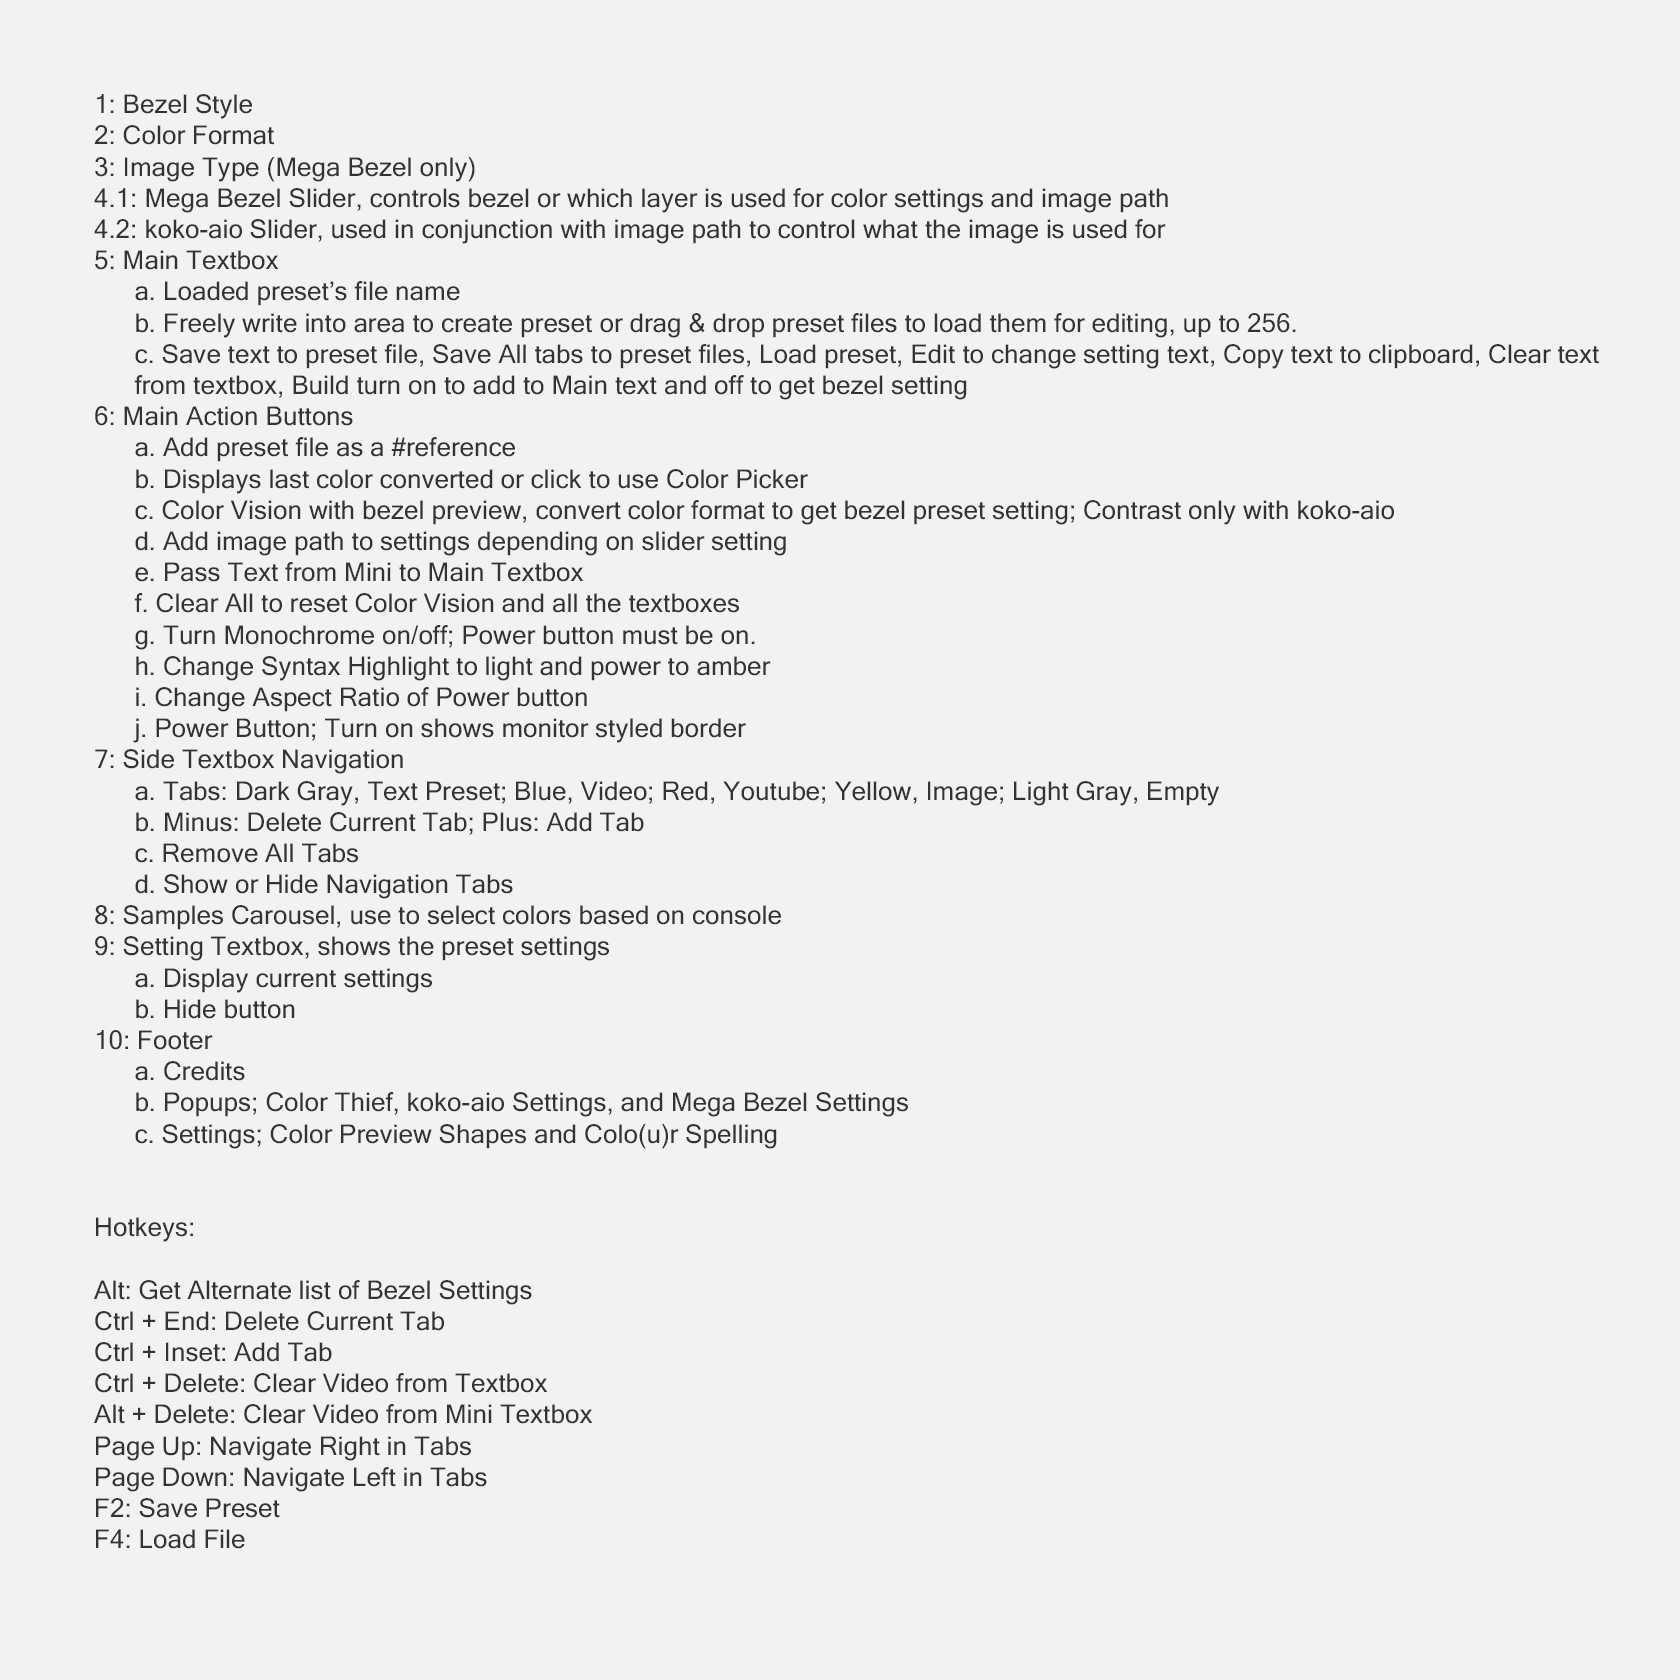 1: Bezel Style
2: Color Format
3: Image Type (Mega Bezel only)
4.1: Mega Bezel Slider, controls bezel or which layer is used for color settings and image path
4.2: koko-aio Slider, used in conjunction with image path to control what the image is used for
5: Main Textbox
a. Loaded preset’s file name
b. Freely write into area to create preset or drag & drop preset files to load them for editing, up to 256.
c. Save text to preset file, Save All tabs to preset files, Load preset, Edit to change setting text, Copy text to clipboard, Clear text
from textbox, Build turn on to add to Main text and off to get bezel setting
6: Main Action Buttons
a. Add preset file as a #reference
b. Displays last color converted or click to use Color Picker
c. Color Vision with bezel preview, convert color format to get bezel preset setting; Contrast only with koko-aio
d. Add image path to settings depending on slider setting
e. Pass Text from Mini to Main Textbox
f. Clear All to reset Color Vision and all the textboxes
g. Turn Monochrome on/off; Power button must be on.
h. Change Syntax Highlight to light and power to amber
i. Change Aspect Ratio of Power button
j. Power Button; Turn on shows monitor styled border
7: Side Textbox Navigation
a. Tabs: Dark Gray, Text Preset; Blue, Video; Red, Youtube; Yellow, Image; Light Gray, Empty
b. Minus: Delete Current Tab; Plus: Add Tab
c. Remove All Tabs
d. Show or Hide Navigation Tabs
8: Samples Carousel, use to select colors based on console
9: Setting Textbox, shows the preset settings
a. Display current settings
b. Hide button
10: Footer
a. Credits
b. Popups; Color Thief, koko-aio Settings, and Mega Bezel Settings
c. Settings; Color Preview Shapes and Colo(u)r Spelling
Hotkeys:
Alt: Get Alternate list of Bezel Settings
Ctrl + End: Delete Current Tab
Ctrl + Inset: Add Tab
Ctrl + Delete: Clear Video from Textbox
Alt + Delete: Clear Video from Mini Textbox
Page Up: Navigate Right in Tabs
Page Down: Navigate Left in Tabs
F2: Save Preset
F4: Load File